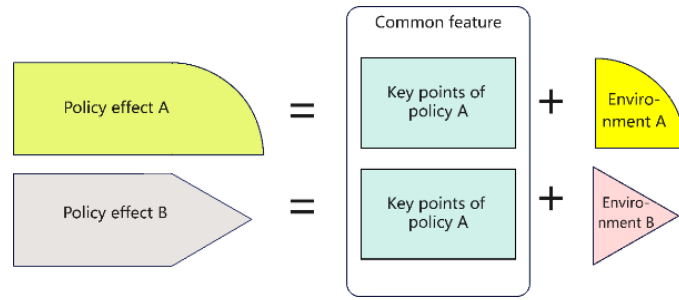 Common feature
Policy effect A
=
Key points of
policy A
+
Enviro-
nment A
Policy effect B
=
Key points of
policy A
+
Enviro-
nment B